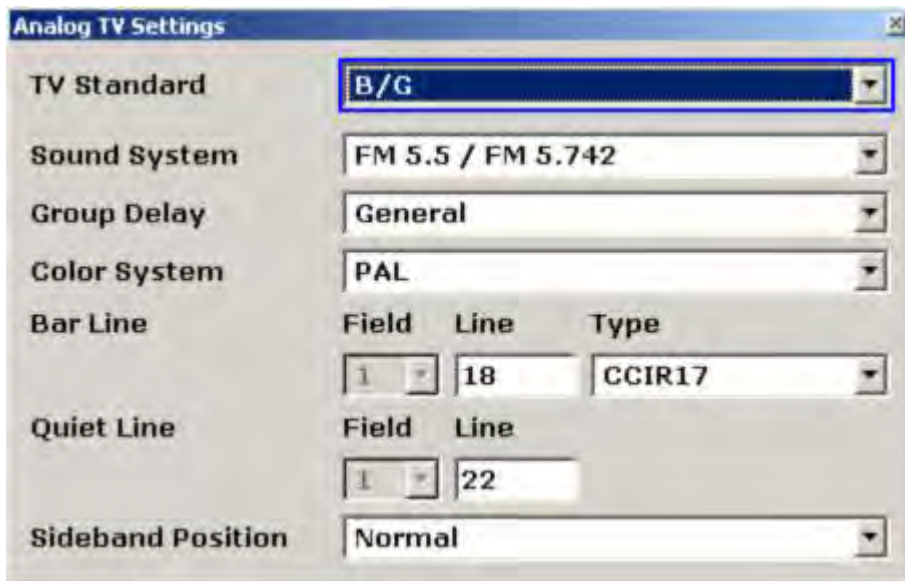 Analog TV Settings
TV Standard B/G
Sound System FM 5.5 / FM 5.742
Group Delay General
Color System PAL
Bar Line Field Line Type
1 18 CCIR17
Quiet Line Field Line
1 22
Sideband Position Normal